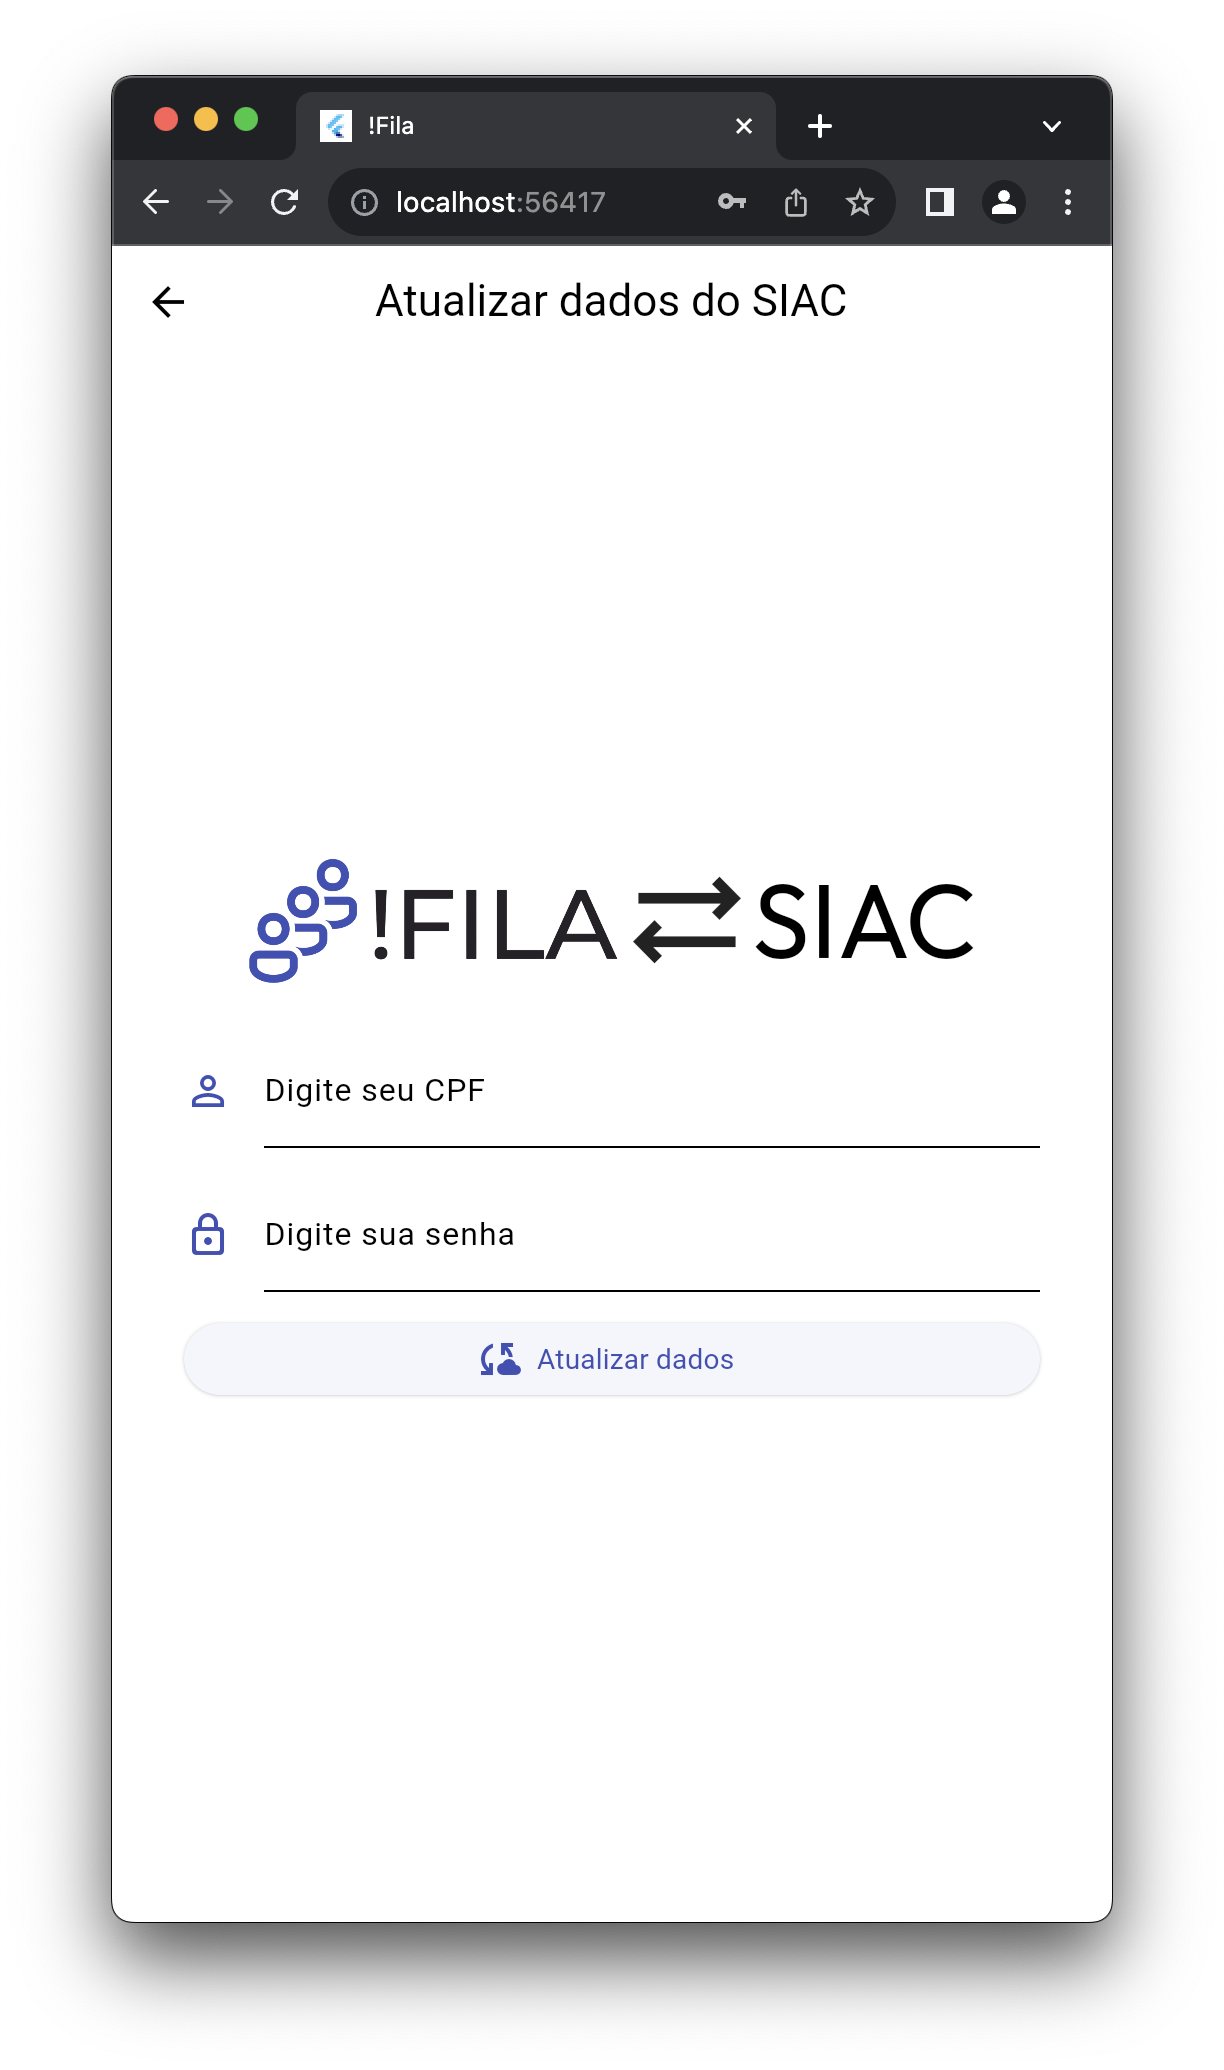 !Fila
localhost:56417
Atualizar dados do SIAC
!FILA SIAC
Digite seu CPF
Digite sua senha
Atualizar dados